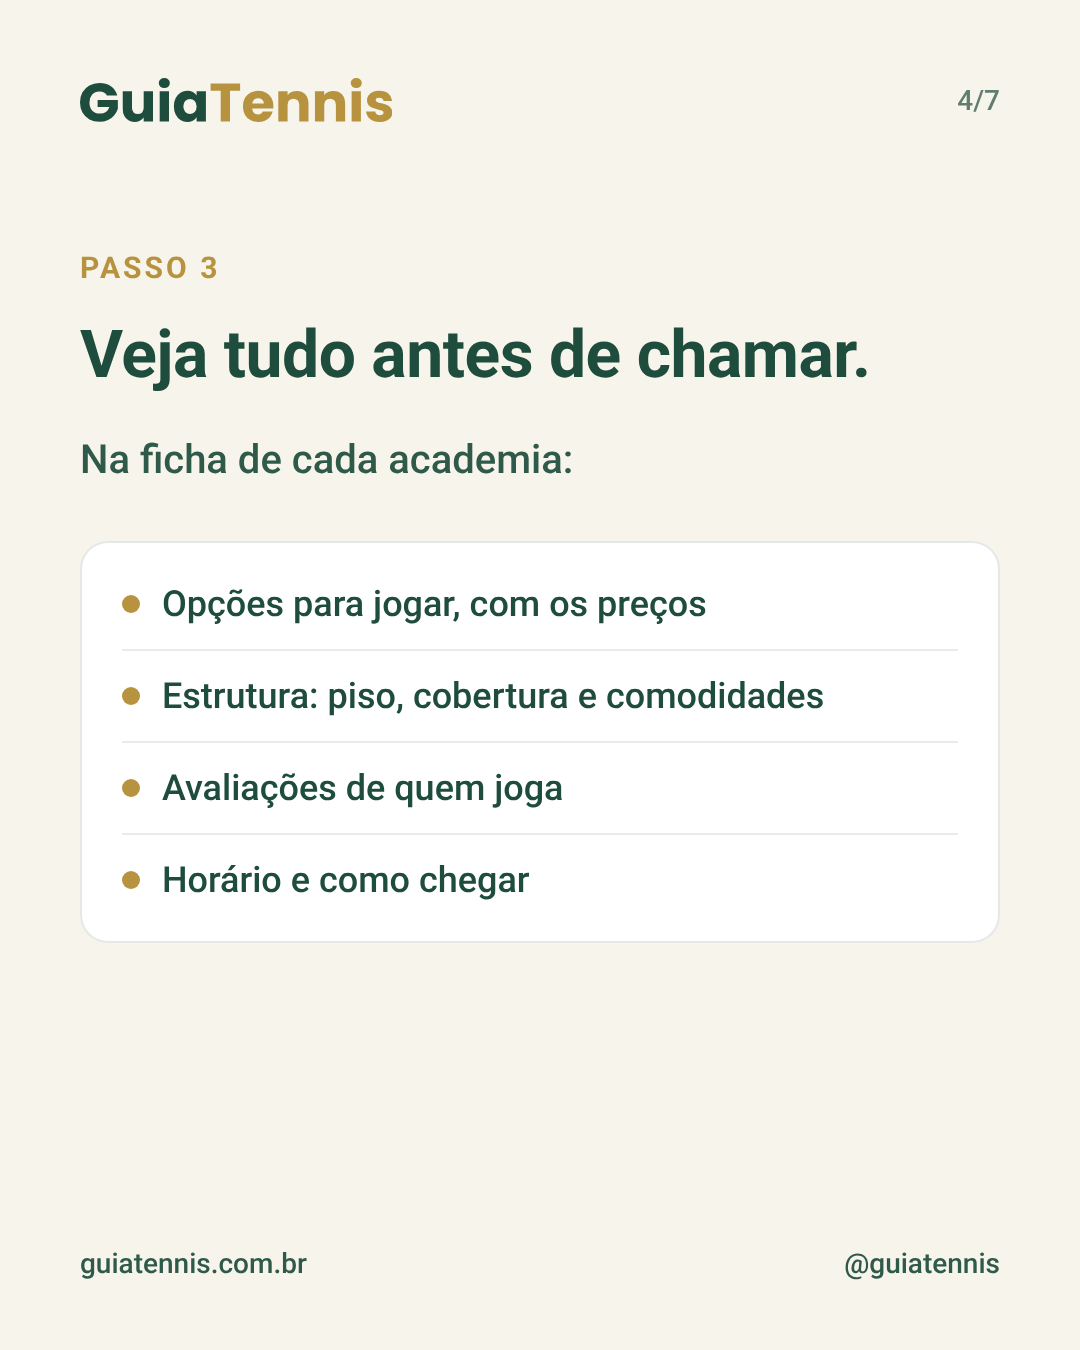 GuiaTennis
4/7
PASSO 3
Veja tudo antes de chamar.
Na ficha de cada academia:
Opções para jogar, com os preços
Estrutura: piso, cobertura e comodidades
Avaliações de quem joga
Horário e como chegar
guiatennis.com.br
@guiatennis